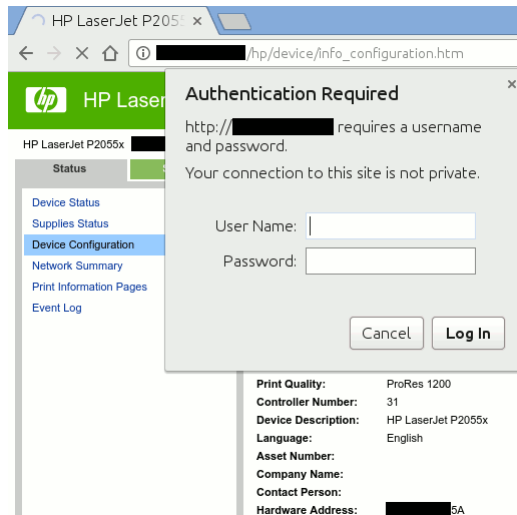 HP LaserJet P205
/hp/device/info_configuration.htm
hp HP Laser
HP LaserJet P2055x
Status
Device Status
Supplies Status
Device Configuration
Network Summary
Print Information Pages
Event Log
Authentication Required
http:// requires a username
and password.
Your connection to this site is not private.
User Name:
Password:
Cancel Log In
Print Quality: ProRes 1200
Controller Number: 31
Device Description: HP LaserJet P2055x
Language: English
Asset Number:
Company Name:
Contact Person:
Hardware Address: 5A